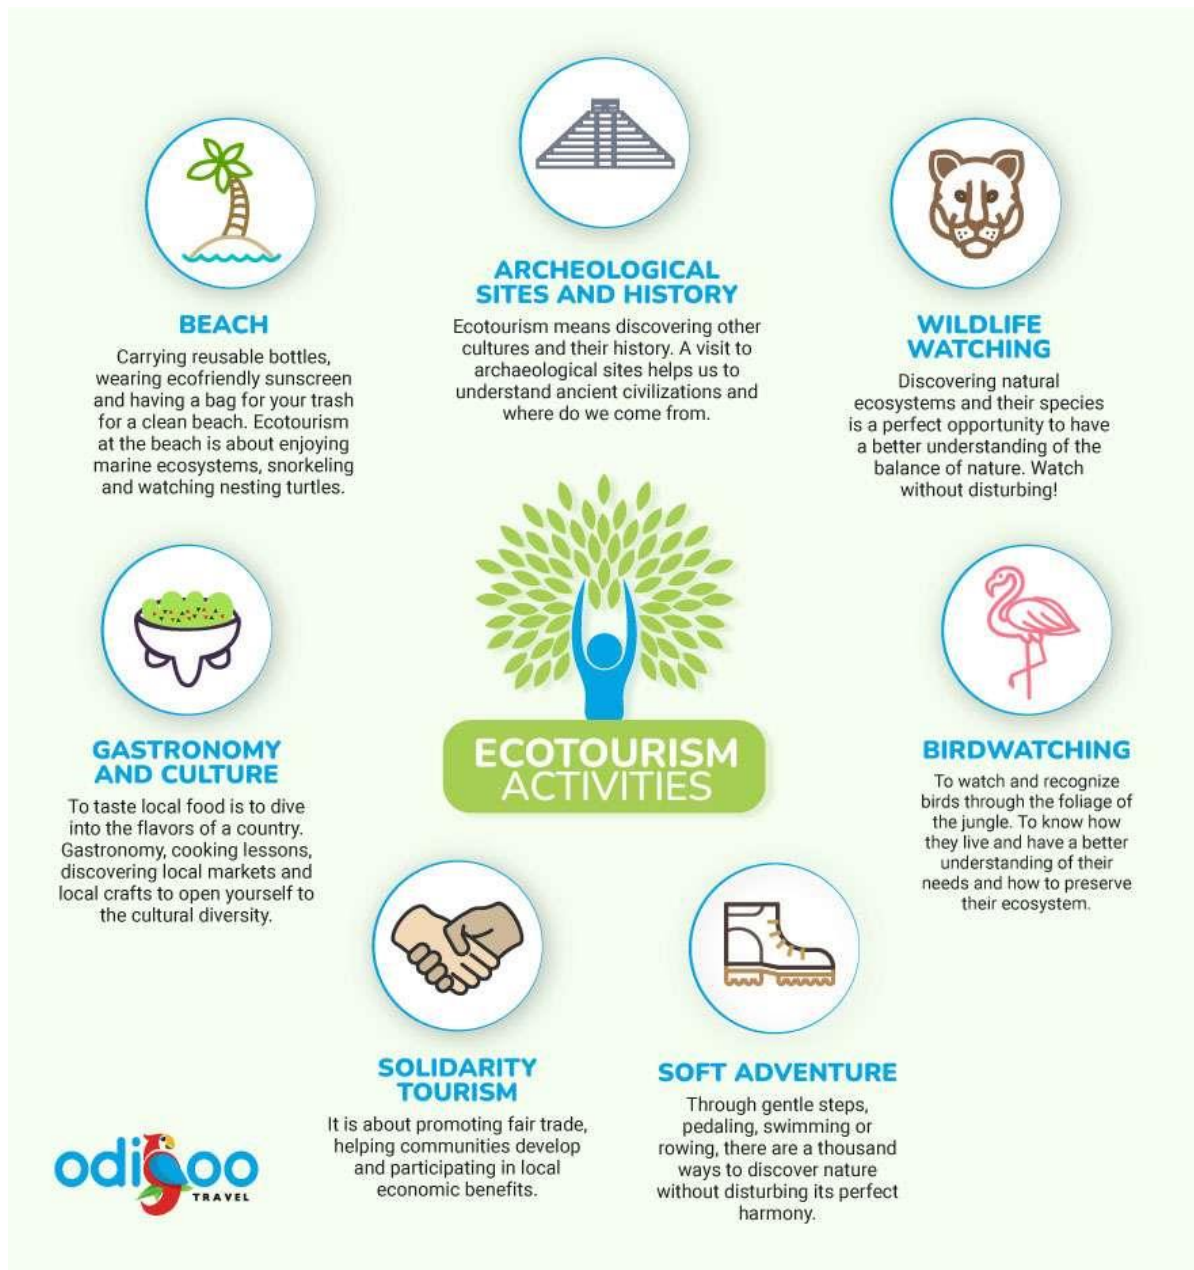 ARCHEOLOGICAL
SITES AND HISTORY
Ecotourism means discovering other
cultures and their history. A visit to
archaeological sites helps us to
understand ancient civilizations and
where do we come from.
BEACH
Carrying reusable bottles,
wearing ecofriendly sunscreen
and having a bag for your trash
for a clean beach. Ecotourism
at the beach is about enjoying
marine ecosystems, snorkeling
and watching nesting turtles.
WILDLIFE
WATCHING
Discovering natural
ecosystems and their species
is a perfect opportunity to have
a better understanding of the
balance of nature. Watch
without disturbing!
ECOTOURISM
ACTIVITIES
GASTRONOMY
AND CULTURE
To taste local food is to dive
into the flavors of a country.
Gastronomy, cooking lessons,
discovering local markets and
local crafts to open yourself to
the cultural diversity.
BIRDWATCHING
To watch and recognize
birds through the foliage of
the jungle. To know how
they live and have a better
understanding of their
needs and how to preserve
their ecosystem.
SOLIDARITY
TOURISM
It is about promoting fair trade,
helping communities develop
and participating in local
economic benefits.
SOFT ADVENTURE
Through gentle steps,
pedaling, swimming or
rowing, there are a thousand
ways to discover nature
without disturbing its perfect
harmony.
odigoo
TRAVEL